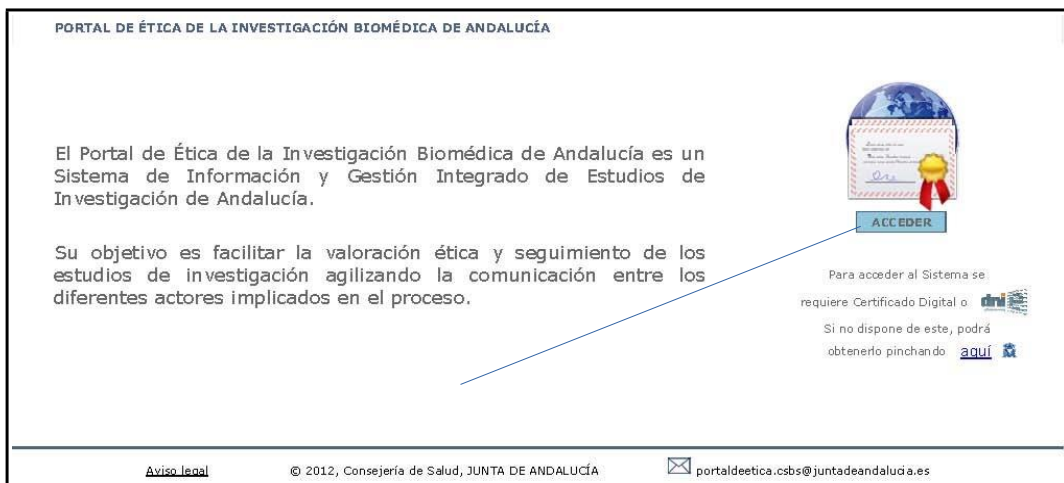 PORTAL DE ÉTICA DE LA INVESTIGACIÓN BIOMÉDICA DE ANDALUCÍA
El Portal de Ética de la Investigación Biomédica de Andalucía es un
Sistema de Información y Gestión Integrado de Estudios de
Investigación de Andalucía.
Su objetivo es facilitar la valoración ética y seguimiento de los
estudios de investigación agilizando la comunicación entre los
diferentes actores implicados en el proceso.
ACCEDER
Para acceder al Sistema se
requiere Certificado Digital o dni
Si no dispone de este, podrá
obtenerlo pinchando aquí
Aviso legal
© 2012, Consejería de Salud, JUNTA DE ANDALUCÍA
portaldeetica.csbs@juntadeandalucia.es